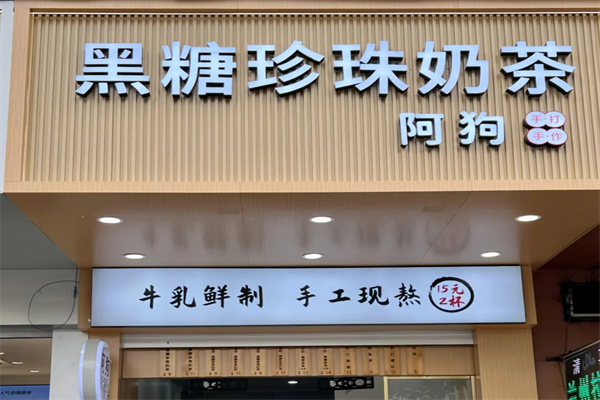 黑糖珍珠奶茶
阿狗
手·打
手·作
牛乳鲜制 手工现熬
15元
2杯